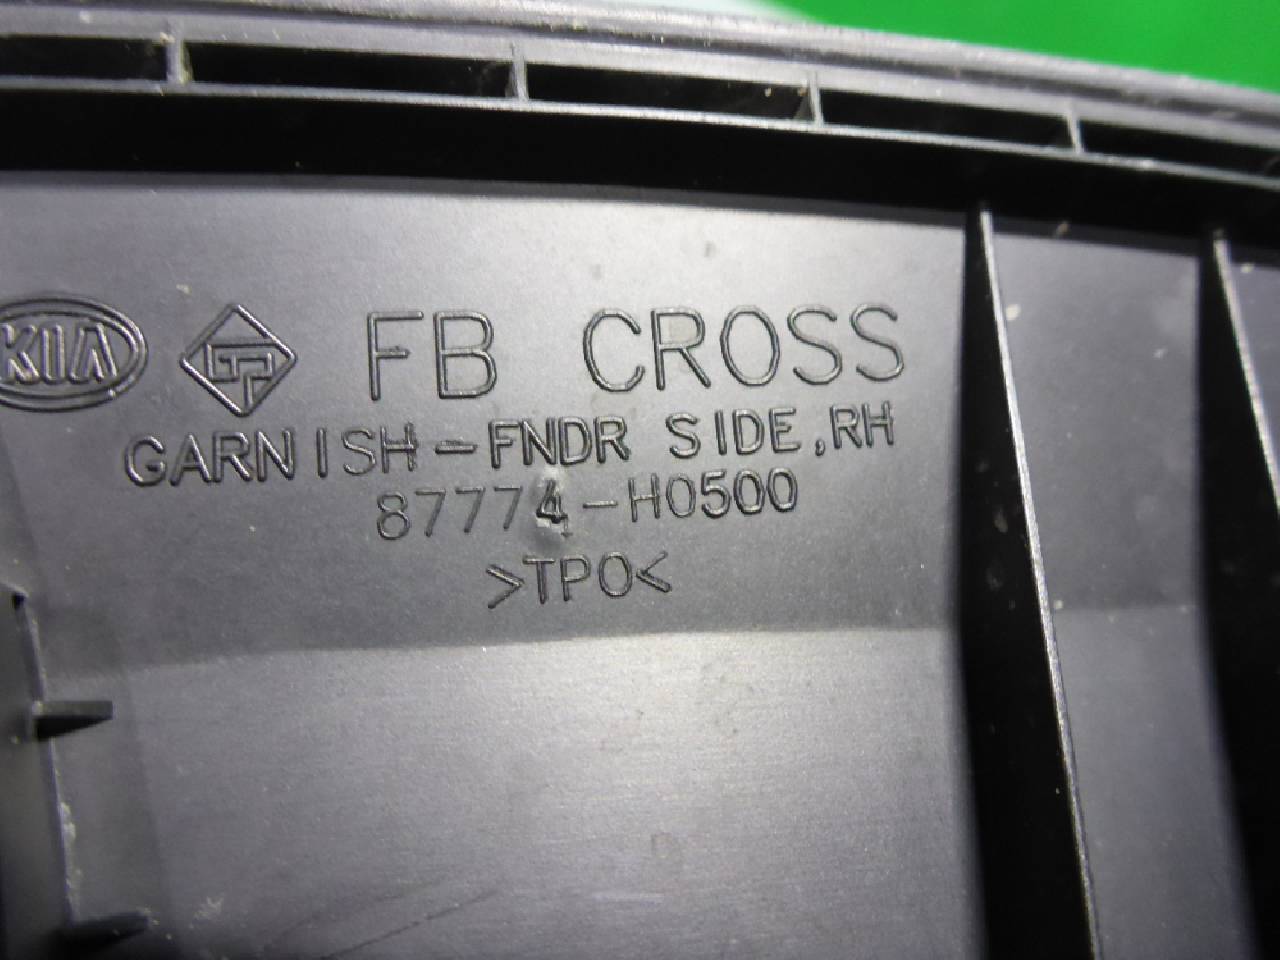 KIA FB CROSS
GARNISH-FNDR SIDE,RH
87774-H0500
>TPO<